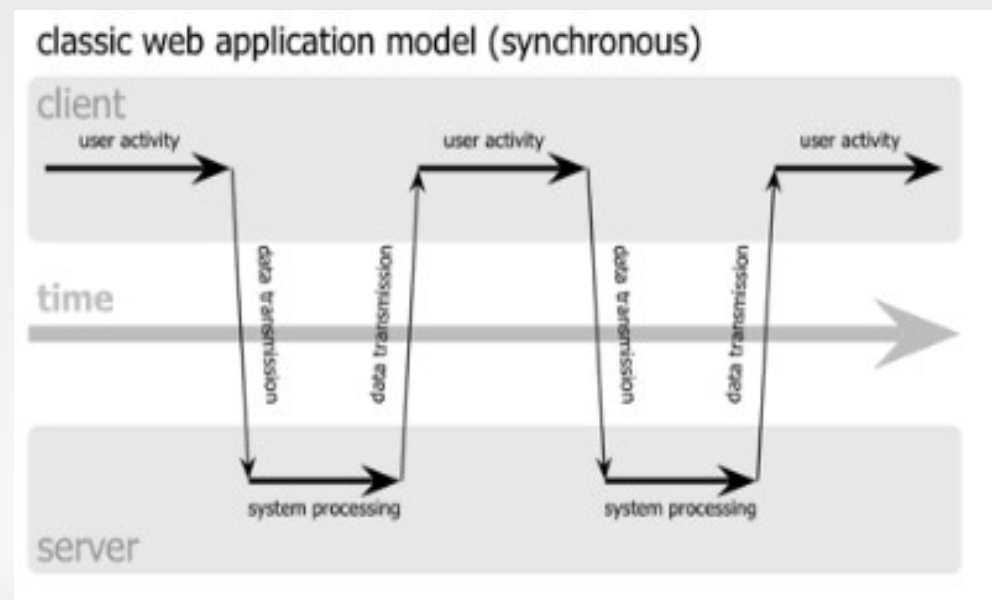 classic web application model (synchronous)
client
user activity
user activity
user activity
data transmission
data transmission
data transmission
data transmission
time
system processing
system processing
server